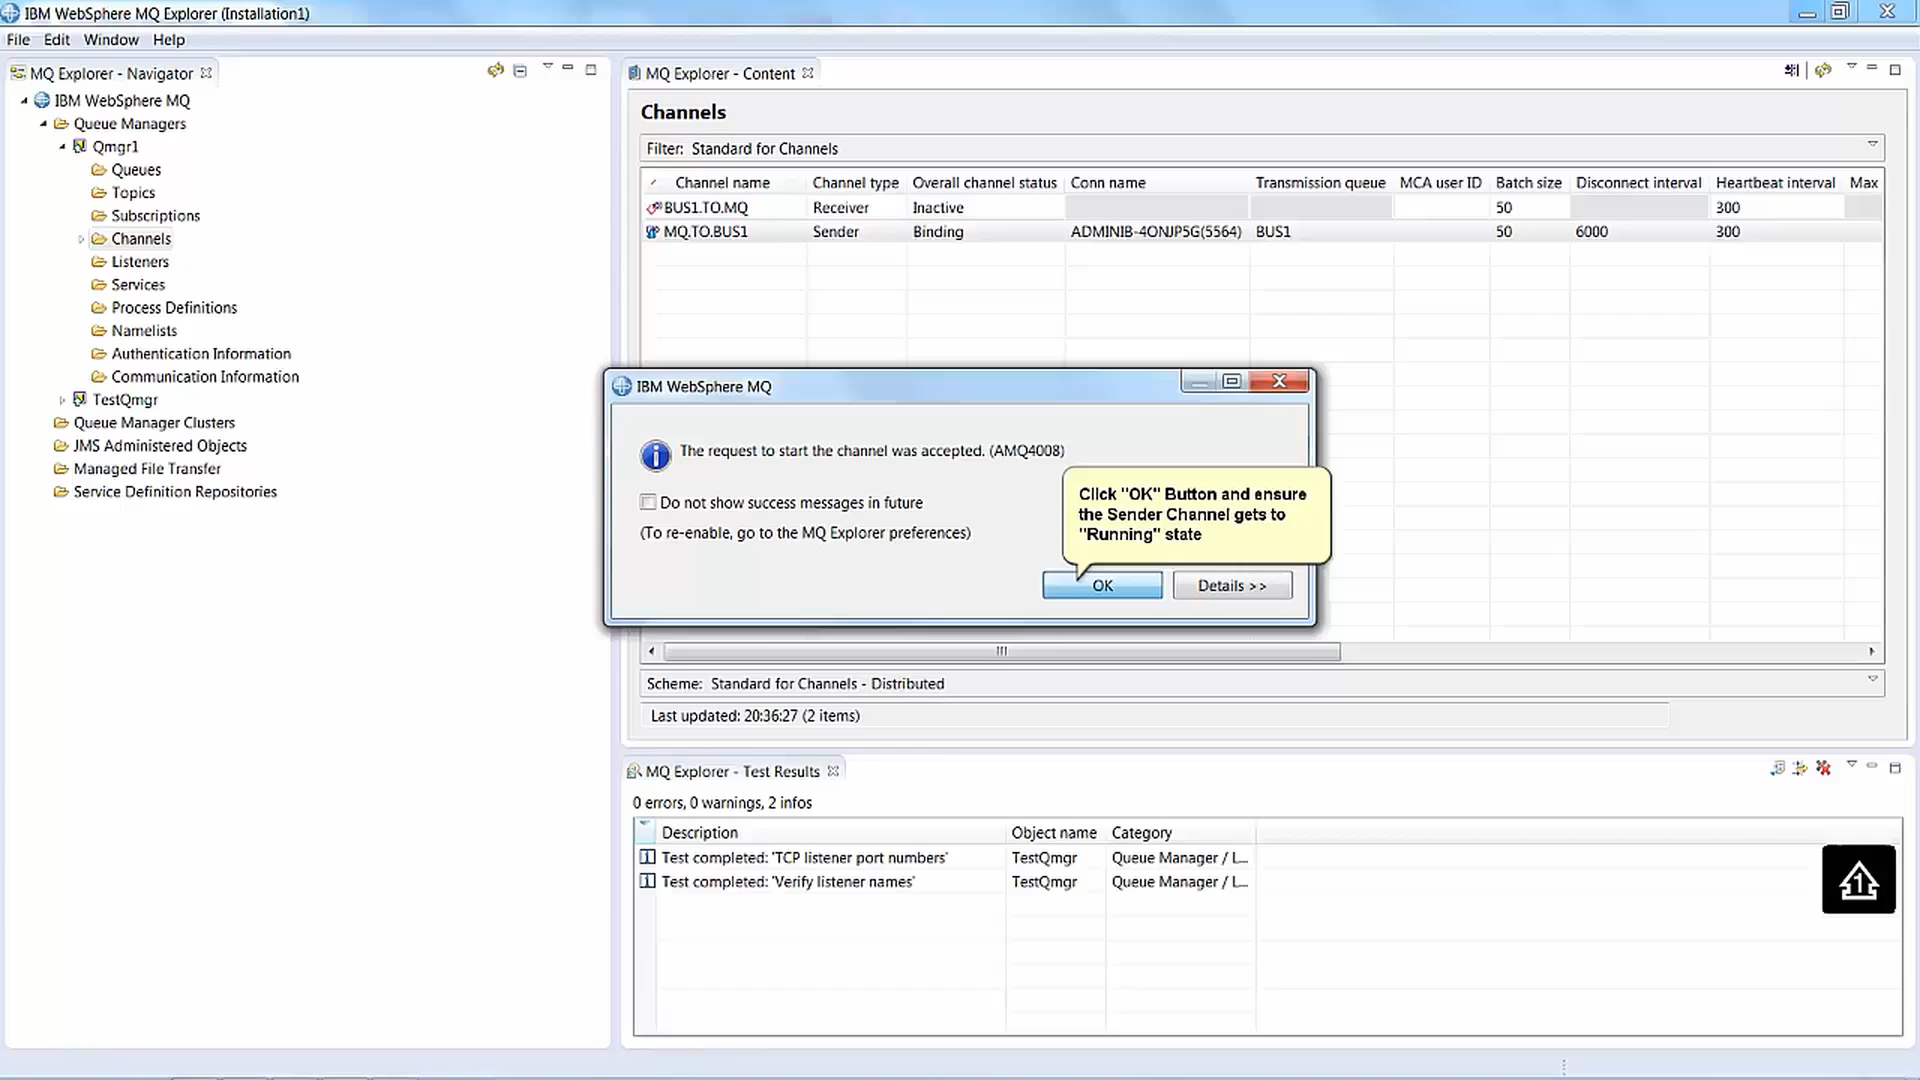 IBM WebSphere MQ Explorer (Installation1)
File Edit Window Help
MQ Explorer - Navigator
IBM WebSphere MQ
Queue Managers
Qmgr1
Queues
Topics
Subscriptions
Channels
Listeners
Services
Process Definitions
Namelists
Authentication Information
Communication Information
TestQmgr
Queue Manager Clusters
JMS Administered Objects
Managed File Transfer
Service Definition Repositories
MQ Explorer - Content
Channels
Filter: Standard for Channels
Channel name Channel type Overall channel status Conn name Transmission queue MCA user ID Batch size Disconnect interval Heartbeat interval Max
BUS1.TO.MQ Receiver Inactive 50 300
MQ.TO.BUS1 Sender Binding ADMINIB-4ONJP5G(5564) BUS1 50 6000 300
IBM WebSphere MQ
The request to start the channel was accepted. (AMQ4008)
Do not show success messages in future
(To re-enable, go to the MQ Explorer preferences)
Click "OK" Button and ensure
the Sender Channel gets to
"Running" state
OK Details >>
Scheme: Standard for Channels - Distributed
Last updated: 20:36:27 (2 items)
MQ Explorer - Test Results
0 errors, 0 warnings, 2 infos
Description Object name Category
Test completed: 'TCP listener port numbers' TestQmgr Queue Manager / L...
Test completed: 'Verify listener names' TestQmgr Queue Manager / L...
1